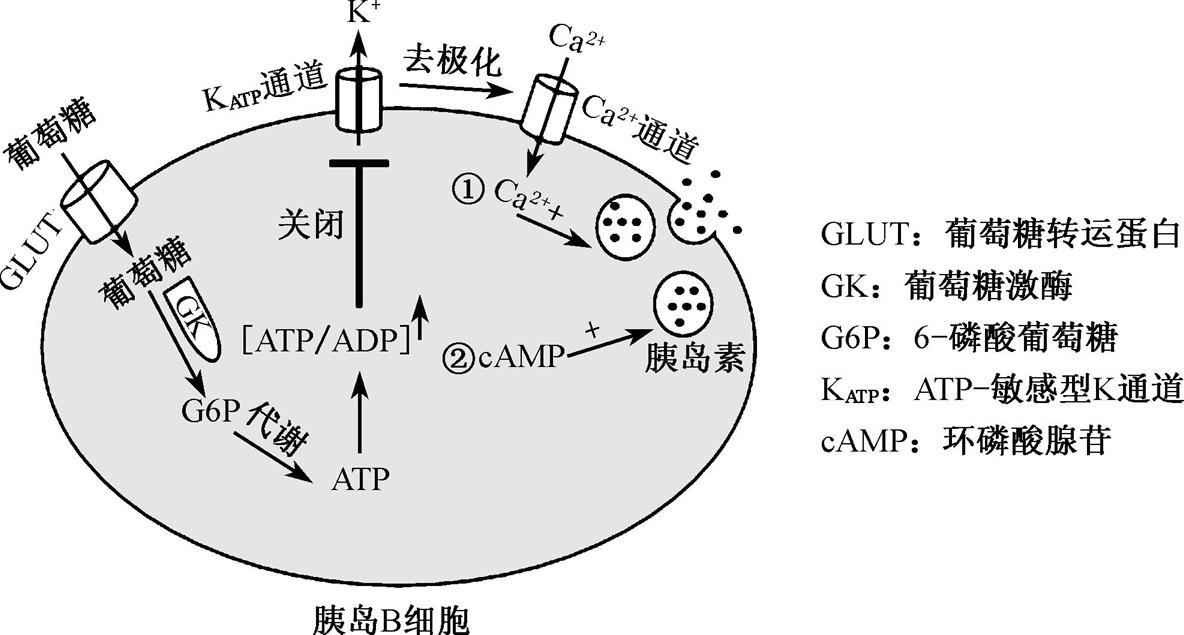 K⁺
Ca²⁺
去极化
K_ATP通道
Ca²⁺通道
葡萄糖
GLUT
① Ca²⁺+
关闭
葡萄糖
GK
[ATP/ADP]
②cAMP
+
胰岛素
G6P
代谢
ATP
胰岛B细胞
GLUT：葡萄糖转运蛋白
GK：葡萄糖激酶
G6P：6-磷酸葡萄糖
K_ATP：ATP-敏感型K通道
cAMP：环磷酸腺苷